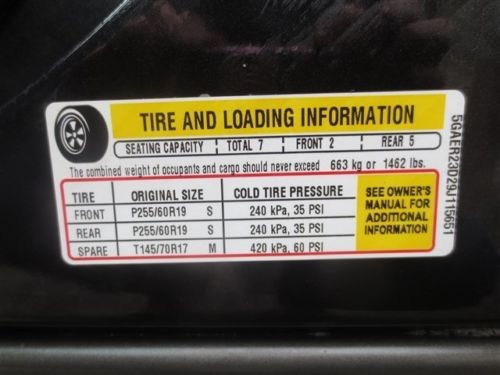 TIRE AND LOADING INFORMATION
SEATING CAPACITY TOTAL 7 FRONT 2 REAR 5
The combined weight of occupants and cargo should never exceed 663 kg or 1462 lbs.
TIRE ORIGINAL SIZE COLD TIRE PRESSURE
FRONT P255/60R19 S 240 kPa, 35 PSI
REAR P255/60R19 S 240 kPa, 35 PSI
SPARE T145/70R17 M 420 kPa, 60 PSI
SEE OWNER'S
MANUAL FOR
ADDITIONAL
INFORMATION
5GAER23D29J115651